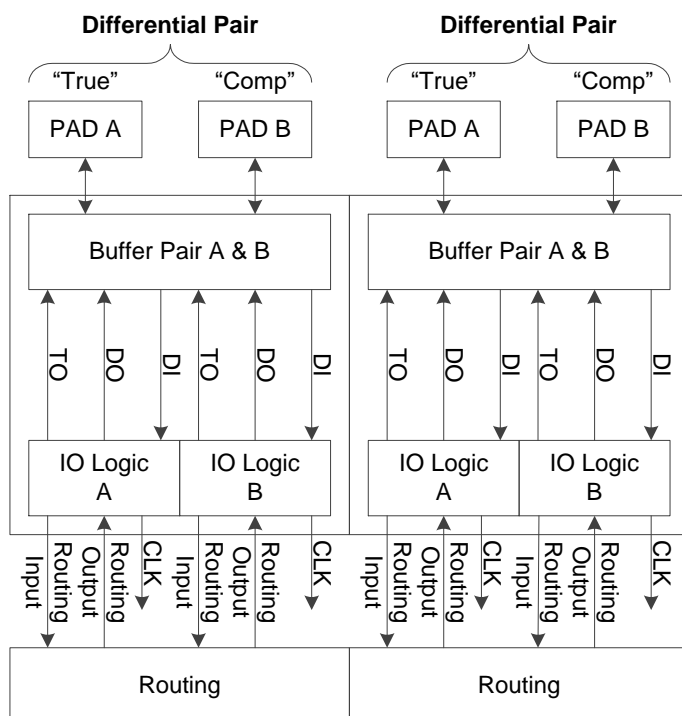 Differential Pair Differential Pair
“True” “Comp” “True” “Comp”
PAD A PAD B PAD A PAD B
Buffer Pair A & B Buffer Pair A & B
TO DO DI TO DO DI TO DO DI TO DO DI
IO Logic A IO Logic B IO Logic A IO Logic B
Routing Input Routing Output CLK Routing Input Routing Output CLK Routing Input Routing Output CLK Routing Input Routing Output CLK
Routing Routing